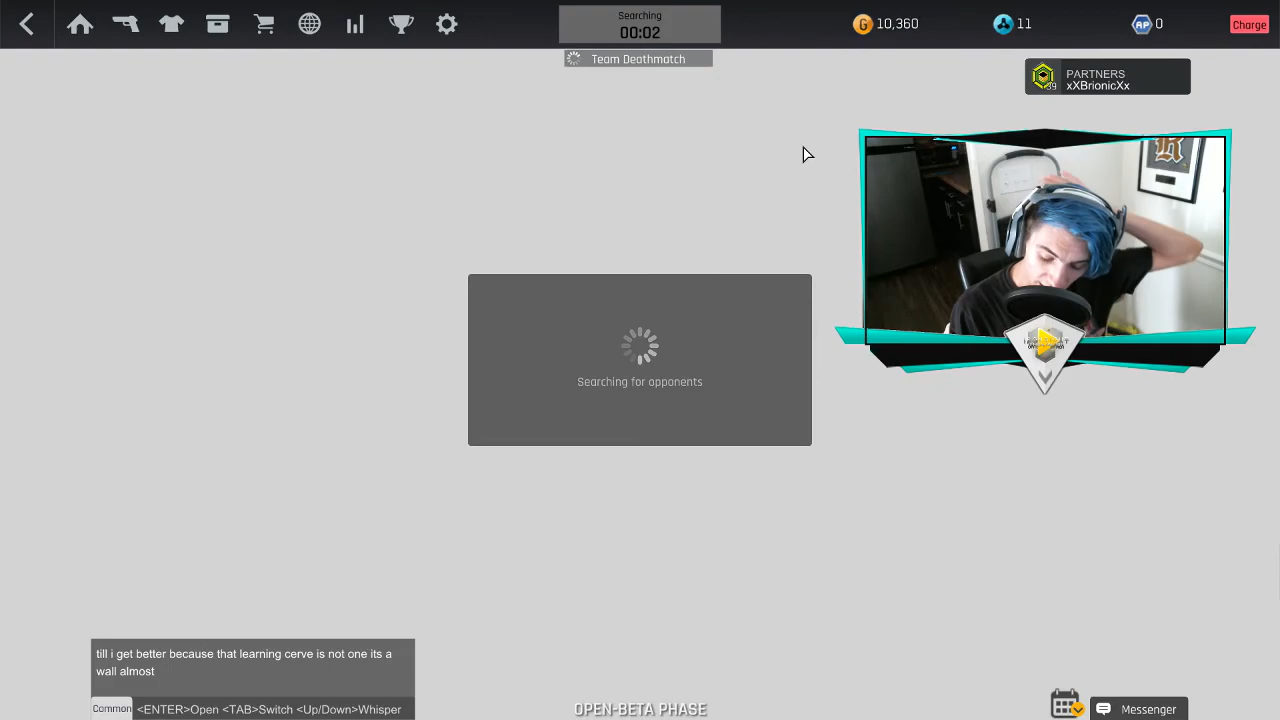 Searching
00:02
10,360
11
0
Charge
Team Deathmatch
PARTNERS
39
xXBrionicXx
Searching for opponents
till i get better because that learning cerve is not one its a
wall almost
Common
<ENTER>Open <TAB>Switch <Up/Down>Whisper
OPEN-BETA PHASE
Messenger